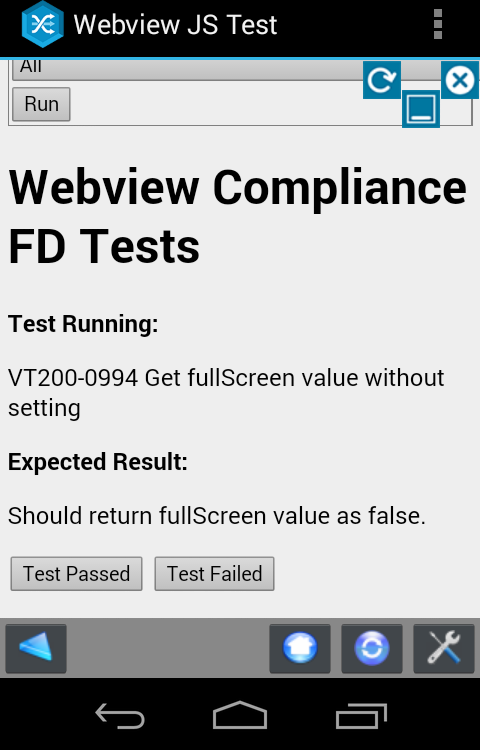 Webview JS Test
All
Run
Webview Compliance
FD Tests
Test Running:
VT200-0994 Get fullScreen value without
setting
Expected Result:
Should return fullScreen value as false.
Test Passed Test Failed